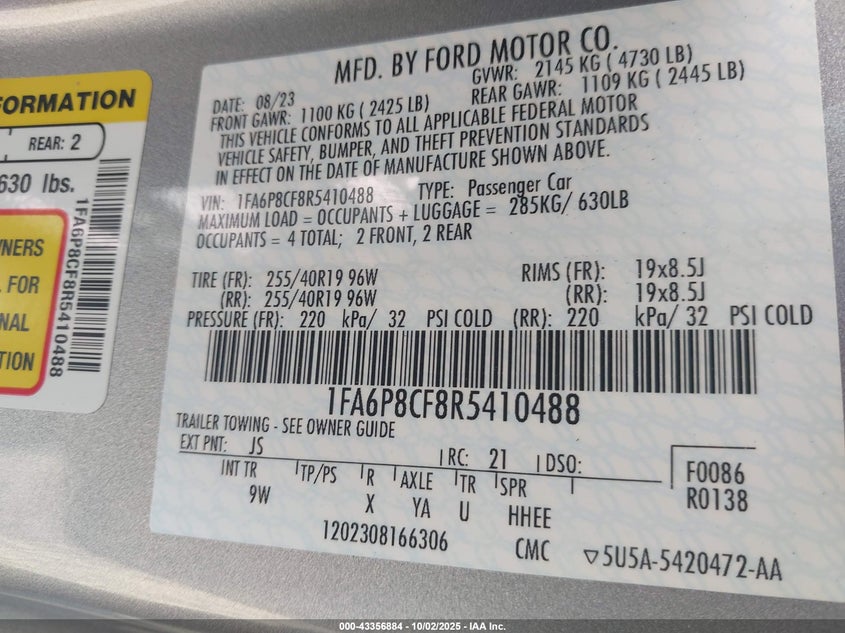 FORMATION
REAR: 2
630 lbs.
WNERS
FOR
NAL
TION
1FA6P8CF8R5410488
MFD. BY FORD MOTOR CO.
DATE: 08/23 GVWR: 2145 KG ( 4730 LB)
FRONT GAWR: 1100 KG ( 2425 LB) REAR GAWR: 1109 KG ( 2445 LB)
THIS VEHICLE CONFORMS TO ALL APPLICABLE FEDERAL MOTOR
VEHICLE SAFETY, BUMPER, AND THEFT PREVENTION STANDARDS
IN EFFECT ON THE DATE OF MANUFACTURE SHOWN ABOVE.
VIN: 1FA6P8CF8R5410488 TYPE: Passenger Car
MAXIMUM LOAD = OCCUPANTS + LUGGAGE = 285KG/ 630LB
OCCUPANTS = 4 TOTAL; 2 FRONT, 2 REAR
TIRE (FR): 255/40R19 96W RIMS (FR): 19x8.5J
(RR): 255/40R19 96W (RR): 19x8.5J
PRESSURE (FR): 220 kPa/ 32 PSI COLD (RR): 220 kPa/ 32 PSI COLD
1FA6P8CF8R5410488
TRAILER TOWING - SEE OWNER GUIDE
EXT PNT: JS RC: 21 DSO: F0086
INT TR TP/PS R AXLE TR SPR R0138
9W X YA U HHEE
1202308166306 CMC ▽5U5A-5420472-AA
000-43356884 - 10/02/2025 - IAA Inc.